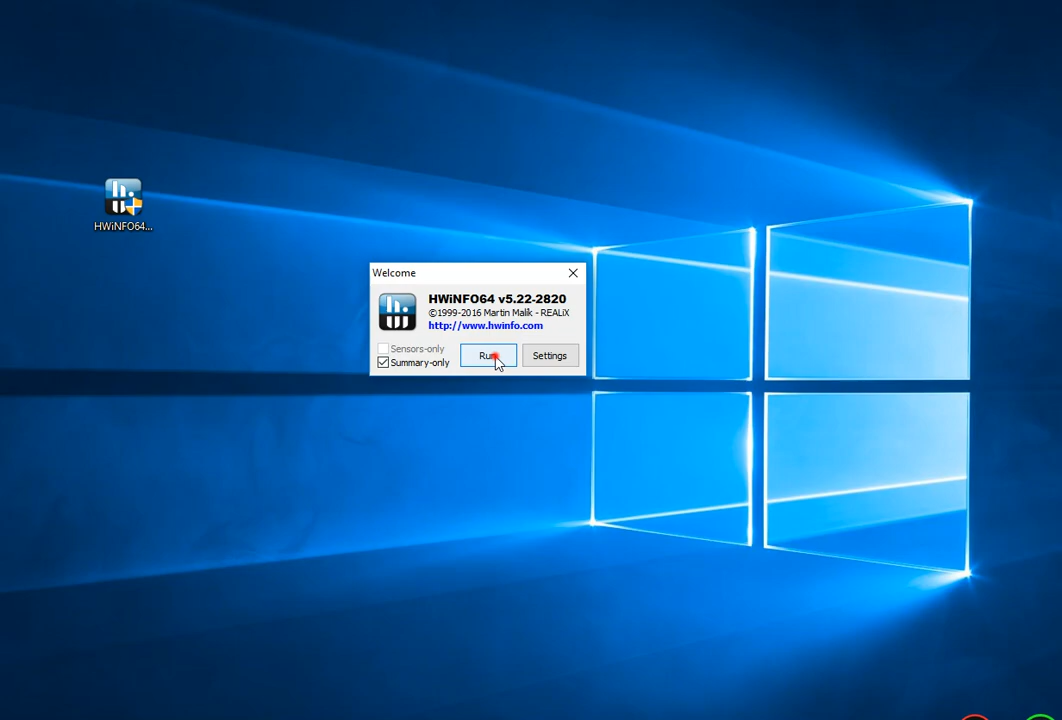 HWiNFO64...
Welcome
HWiNFO64 v5.22-2820
©1999-2016 Martin Malík - REALiX
http://www.hwinfo.com
Sensors-only
Summary-only
Run
Settings